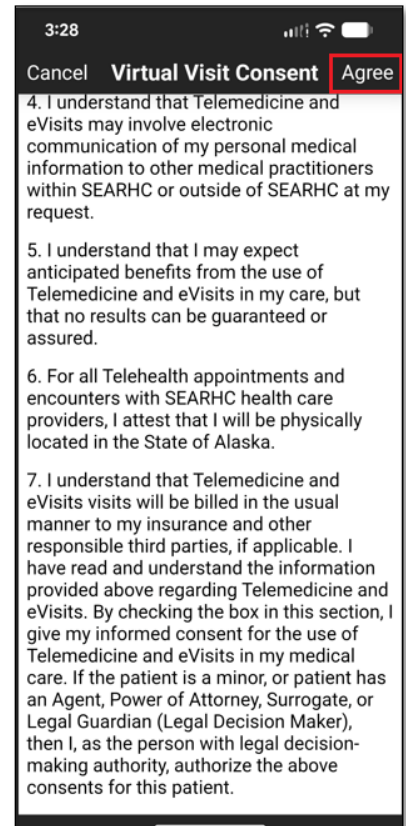 3:28
Cancel Virtual Visit Consent Agree
4. I understand that Telemedicine and
eVisits may involve electronic
communication of my personal medical
information to other medical practitioners
within SEARHC or outside of SEARHC at my
request.
5. I understand that I may expect
anticipated benefits from the use of
Telemedicine and eVisits in my care, but
that no results can be guaranteed or
assured.
6. For all Telehealth appointments and
encounters with SEARHC health care
providers, I attest that I will be physically
located in the State of Alaska.
7. I understand that Telemedicine and
eVisits visits will be billed in the usual
manner to my insurance and other
responsible third parties, if applicable. I
have read and understand the information
provided above regarding Telemedicine and
eVisits. By checking the box in this section, I
give my informed consent for the use of
Telemedicine and eVisits in my medical
care. If the patient is a minor, or patient has
an Agent, Power of Attorney, Surrogate, or
Legal Guardian (Legal Decision Maker),
then I, as the person with legal decision-
making authority, authorize the above
consents for this patient.